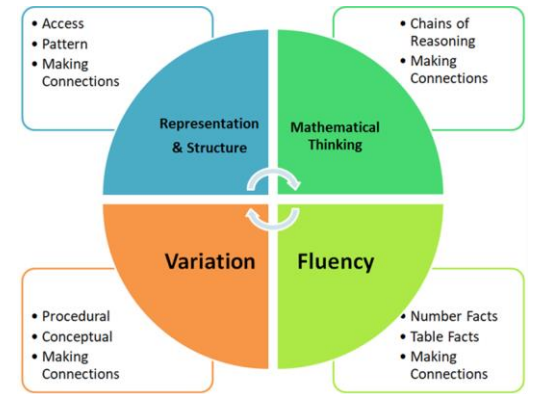 • Access
• Pattern
• Making
Connections
• Chains of
Reasoning
• Making
Connections
Representation
& Structure
Mathematical
Thinking
Variation
Fluency
• Procedural
• Conceptual
• Making
Connections
• Number Facts
• Table Facts
• Making
Connections